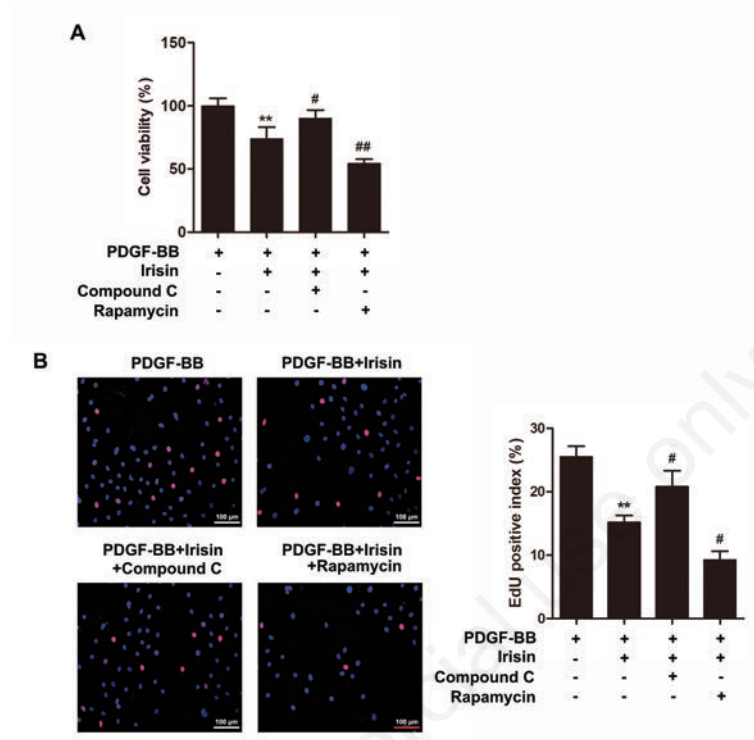 A
150
100
50
0
Cell viability (%)
**
#
##
PDGF-BB + + + +
Irisin - + + +
Compound C - - + -
Rapamycin - - - +
B
PDGF-BB
PDGF-BB+Irisin
100 µm
100 µm
PDGF-BB+Irisin
+Compound C
PDGF-BB+Irisin
+Rapamycin
100 µm
100 µm
30
20
10
0
EdU positive index (%)
**
#
#
PDGF-BB + + + +
Irisin - + + +
Compound C - - + -
Rapamycin - - - +
use only